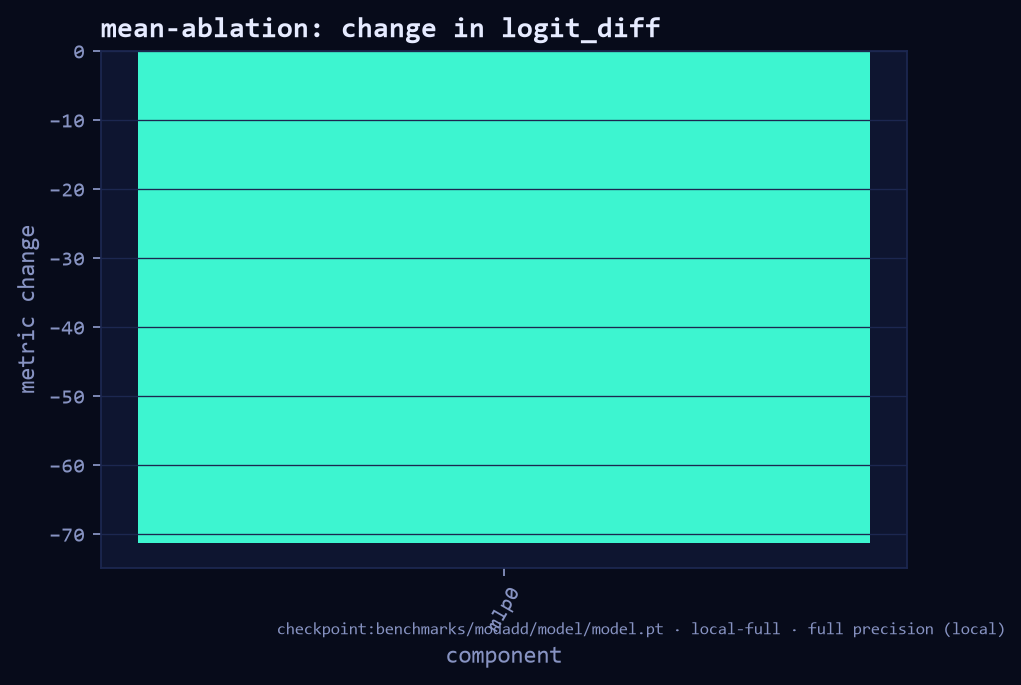 mean-ablation: change in logit_diff
0
−10
−20
−30
−40
−50
−60
−70
metric change
mlp0
checkpoint:benchmarks/modadd/model/model.pt · local-full · full precision (local)
component